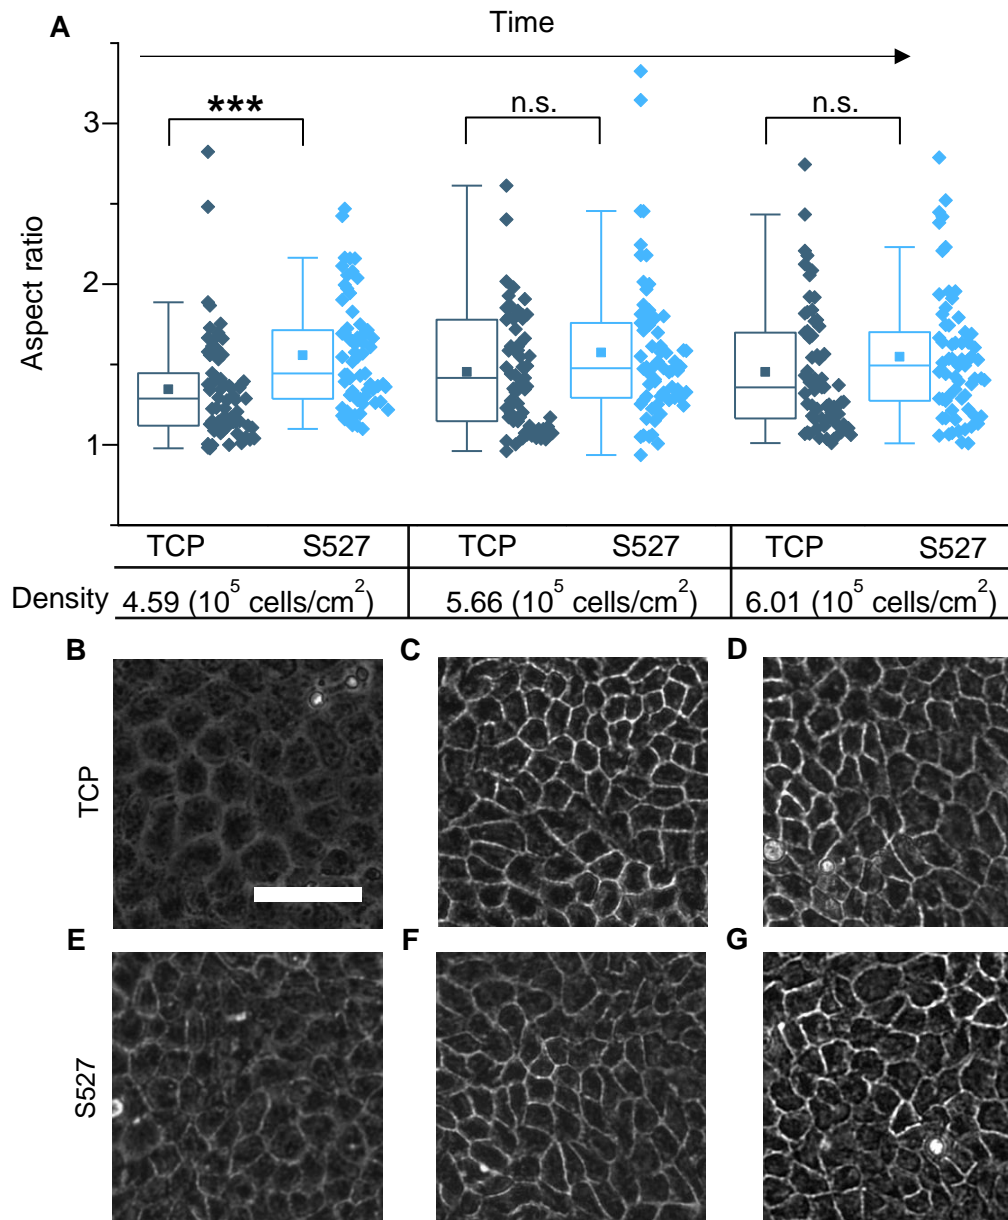 A
Time
***
n.s.
n.s.
3
2
1
Aspect ratio
TCP S527 TCP S527 TCP S527
Density 4.59 (10⁵ cells/cm²) 5.66 (10⁵ cells/cm²) 6.01 (10⁵ cells/cm²)
B C D
TCP
E F G
S527